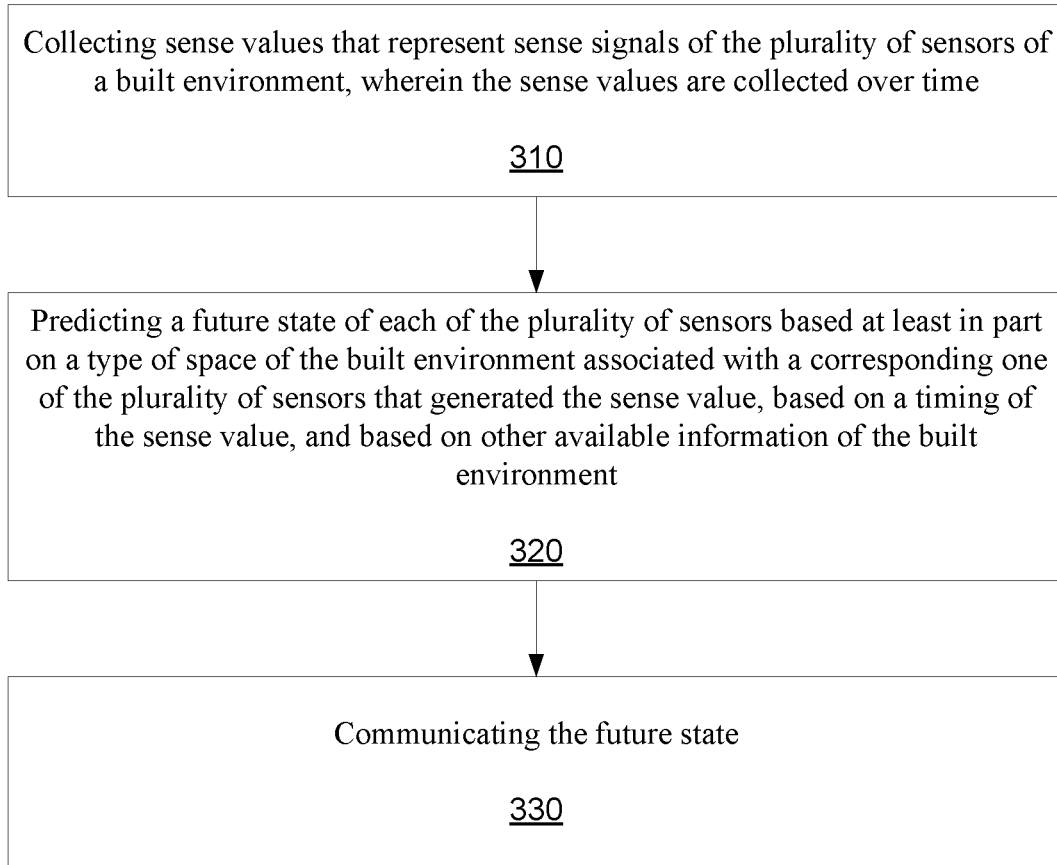 Collecting sense values that represent sense signals of the plurality of sensors of
a built environment, wherein the sense values are collected over time
310
Predicting a future state of each of the plurality of sensors based at least in part
on a type of space of the built environment associated with a corresponding one
of the plurality of sensors that generated the sense value, based on a timing of
the sense value, and based on other available information of the built
environment
320
Communicating the future state
330